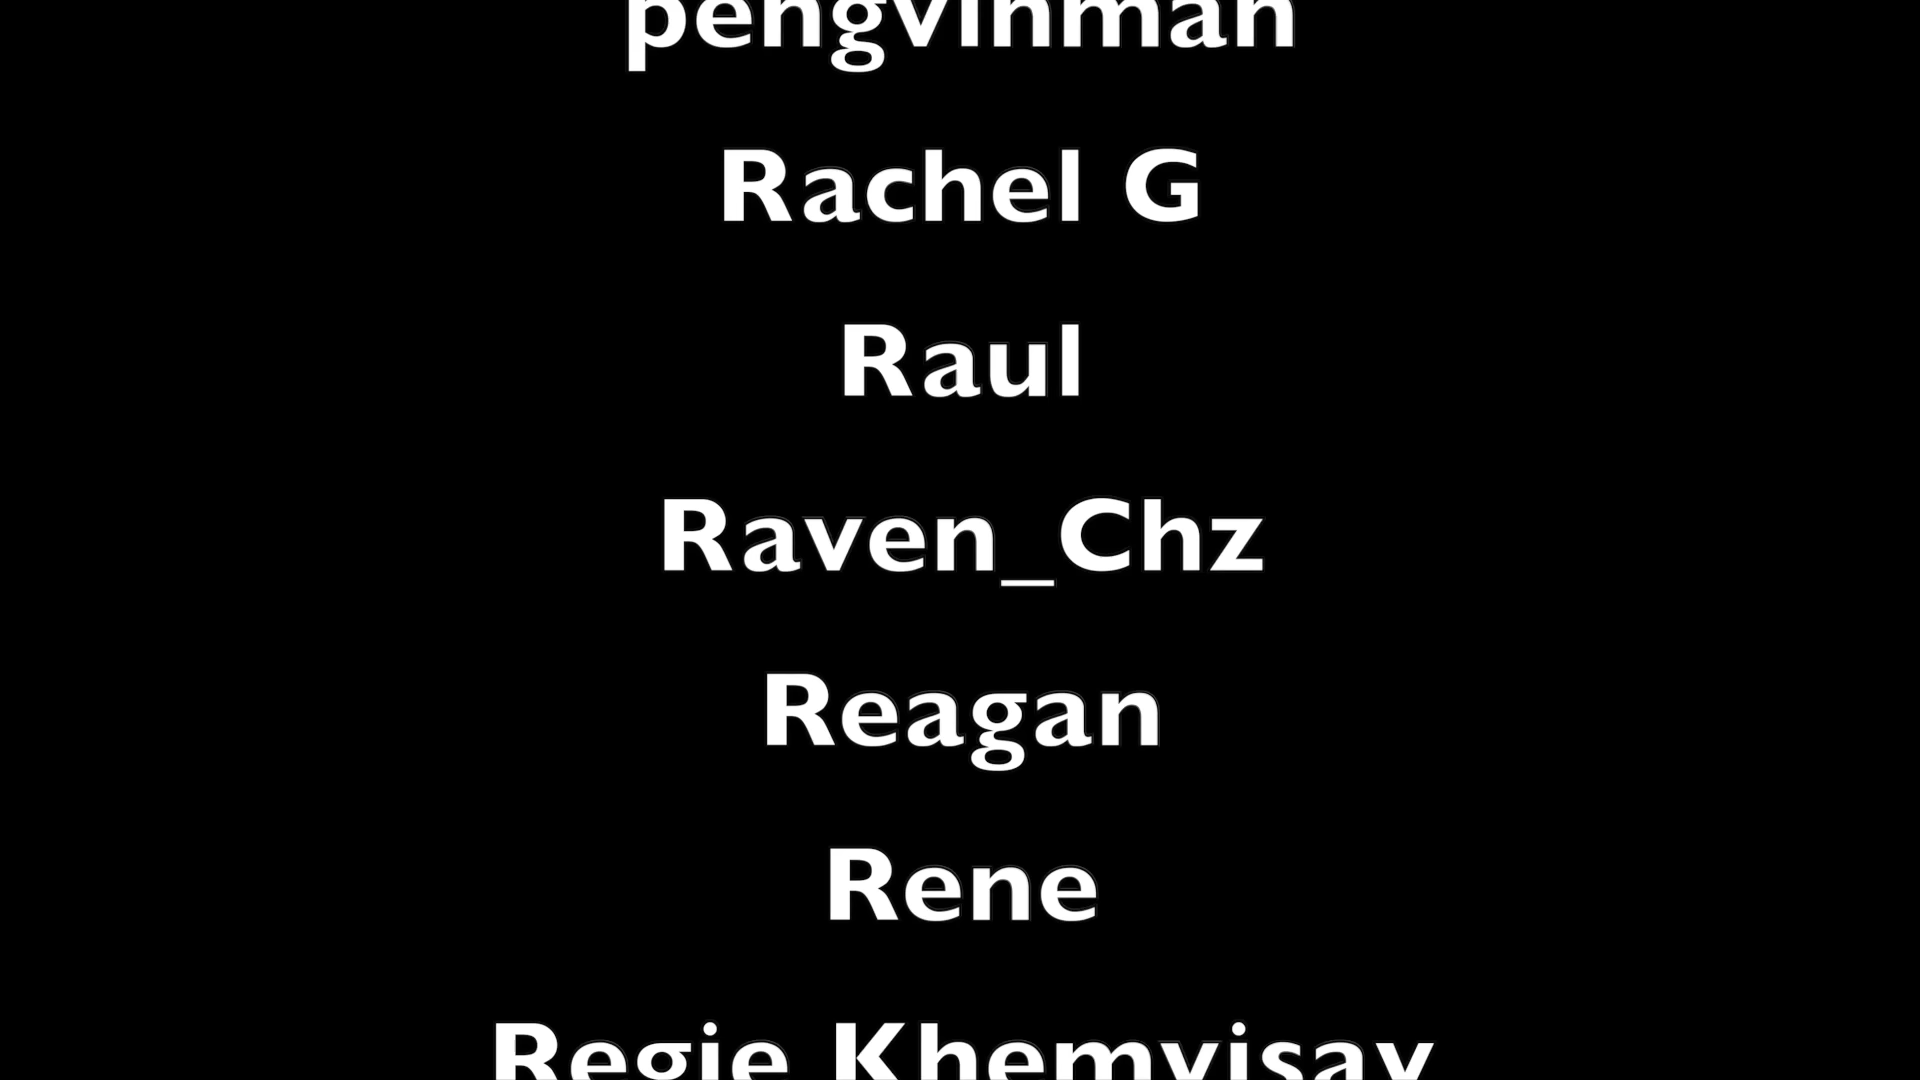 pengvinman
Rachel G
Raul
Raven_Chz
Reagan
Rene
Regie Khemvisay